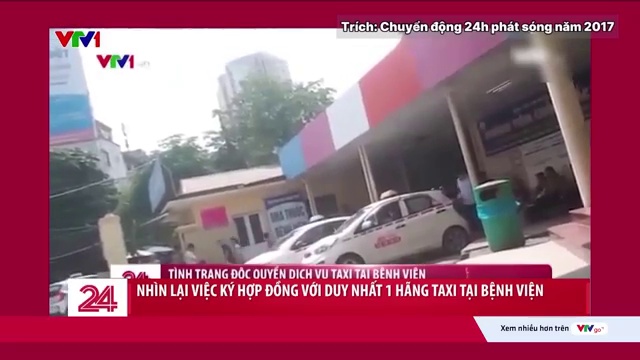 Trích: Chuyển động 24h phát sóng năm 2017
VTV1
VTV1
NHÀ THUỐC
TÌNH TRẠNG ĐỘC QUYỀN DỊCH VỤ TAXI TẠI BỆNH VIỆN
24
NHÌN LẠI VIỆC KÝ HỢP ĐỒNG VỚI DUY NHẤT 1 HÃNG TAXI TẠI BỆNH VIỆN
Xem nhiều hơn trên
VTVgo